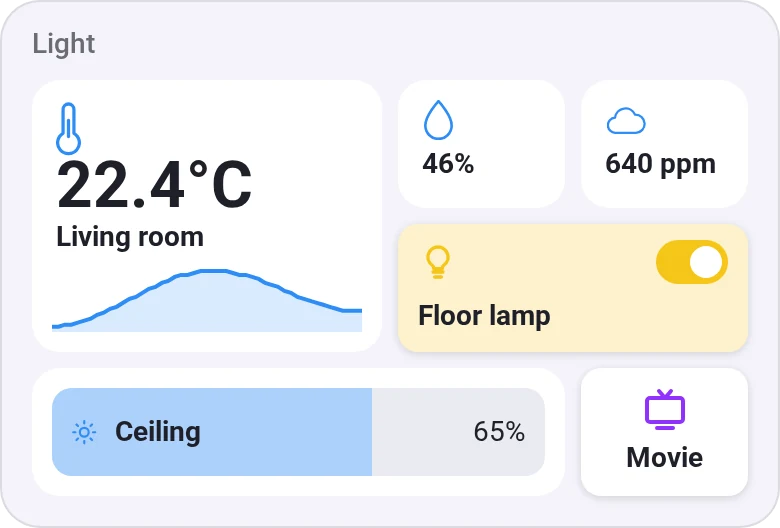 Light
22.4°C
Living room
46%
640 ppm
Floor lamp
Ceiling
65%
Movie